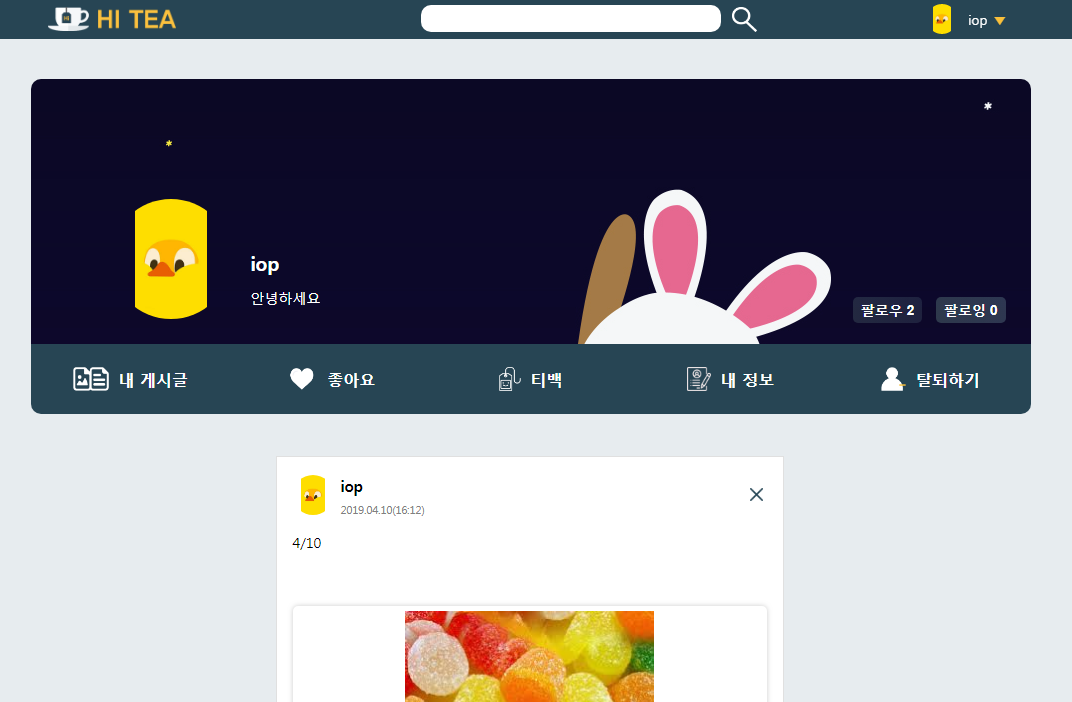 HI TEA
iop
iop
안녕하세요
팔로우 2
팔로잉 0
내 게시글
좋아요
티백
내 정보
탈퇴하기
iop
2019.04.10(16:12)
4/10